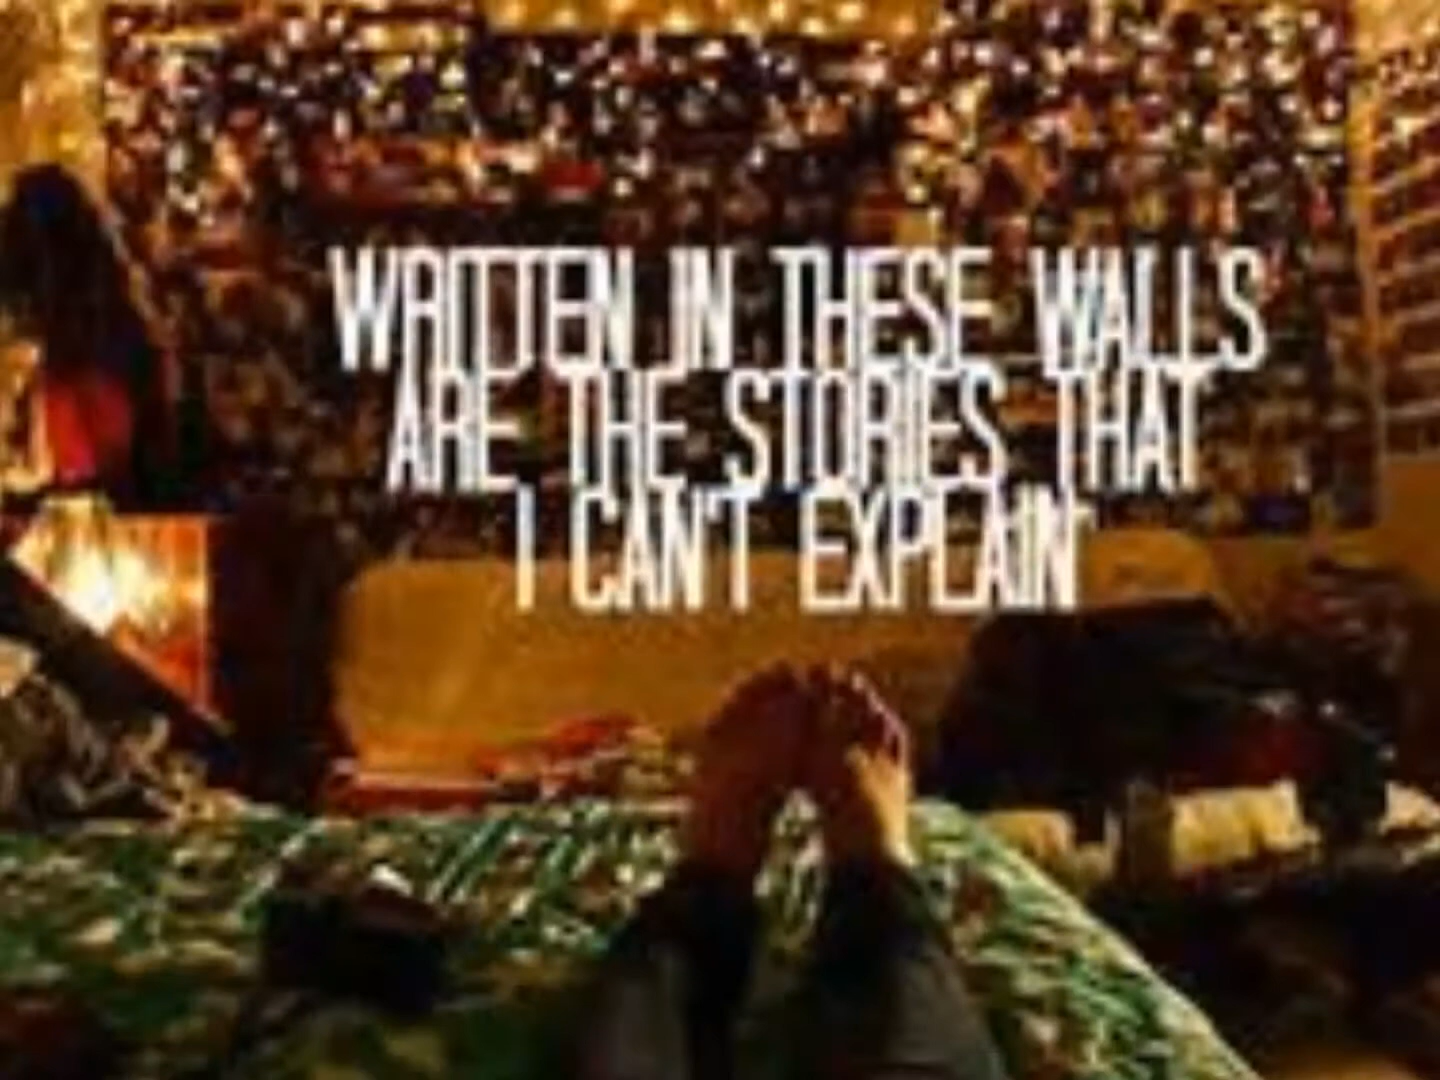 WRITTEN IN THESE WALLS
ARE THE STORIES THAT
I CAN'T EXPLAIN